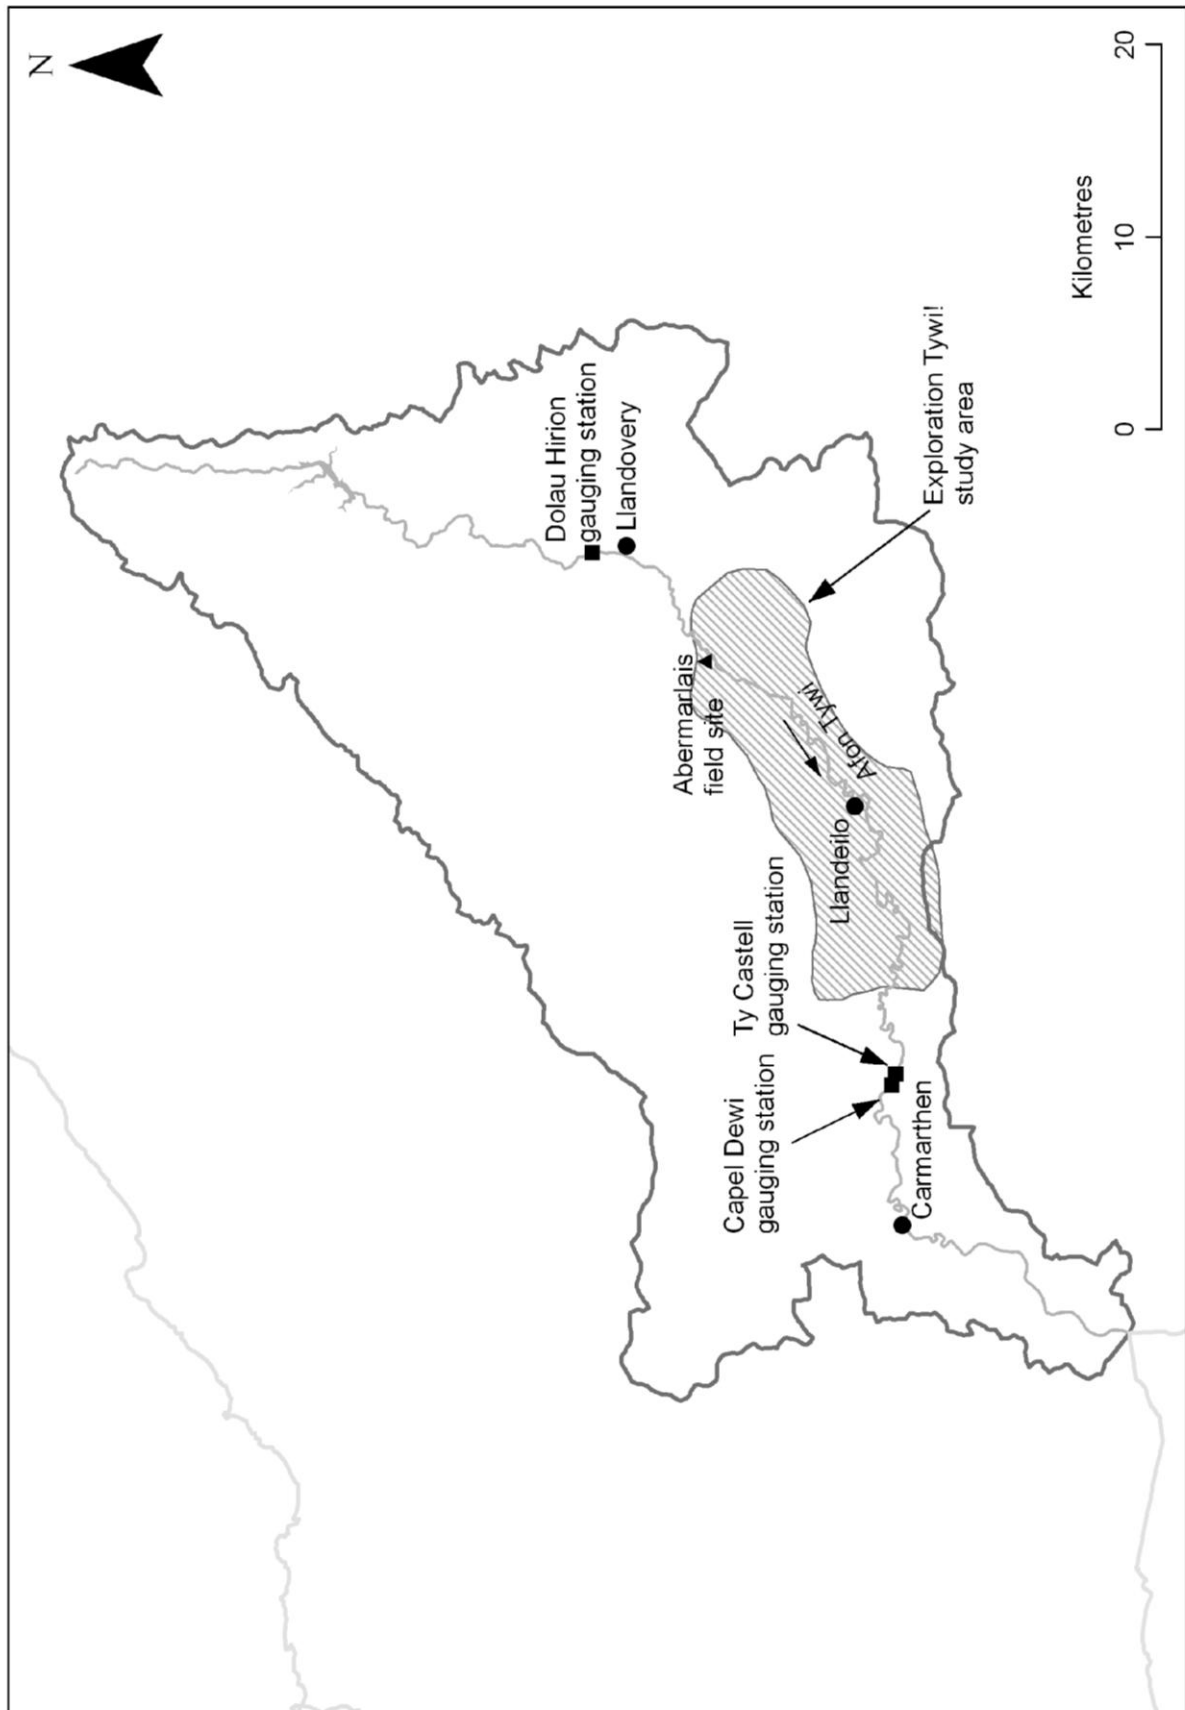 N
Dolau Hirion
gauging station
Llandovery
Abermarlais
field site
Afon Tywi
Llandeilo
Exploration Tywi!
study area
Ty Castell
gauging station
Capel Dewi
gauging station
Carmarthen
Kilometres
0 10 20